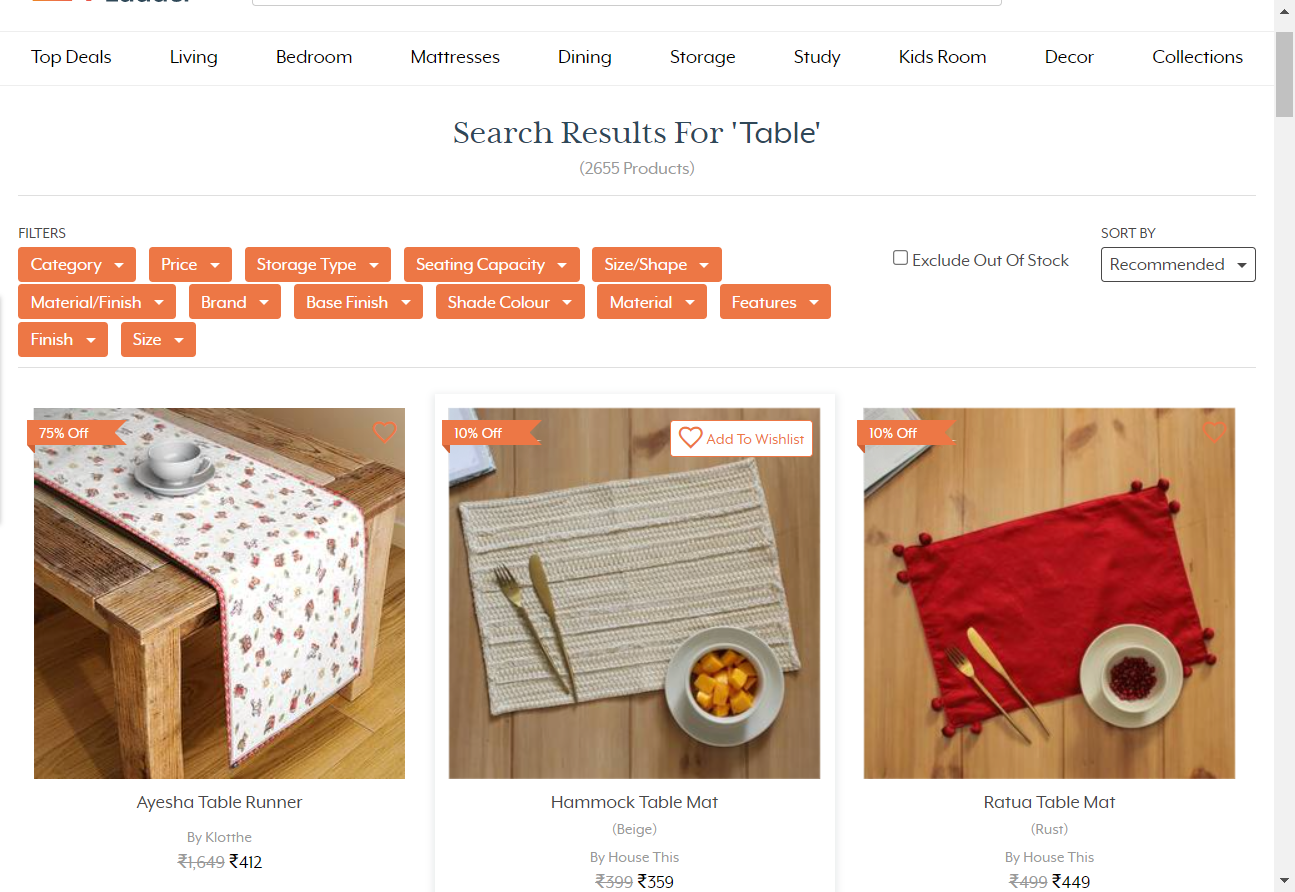 Top Deals Living Bedroom Mattresses Dining Storage Study Kids Room Decor Collections
Search Results For 'Table'
(2655 Products)
FILTERS
SORT BY
Category Price Storage Type Seating Capacity Size/Shape
Exclude Out Of Stock
Recommended
Material/Finish Brand Base Finish Shade Colour Material Features
Finish Size
75% Off
10% Off
Add To Wishlist
10% Off
Ayesha Table Runner
By Klotthe
₹1,649 ₹412
Hammock Table Mat
(Beige)
By House This
₹399 ₹359
Ratua Table Mat
(Rust)
By House This
₹499 ₹449